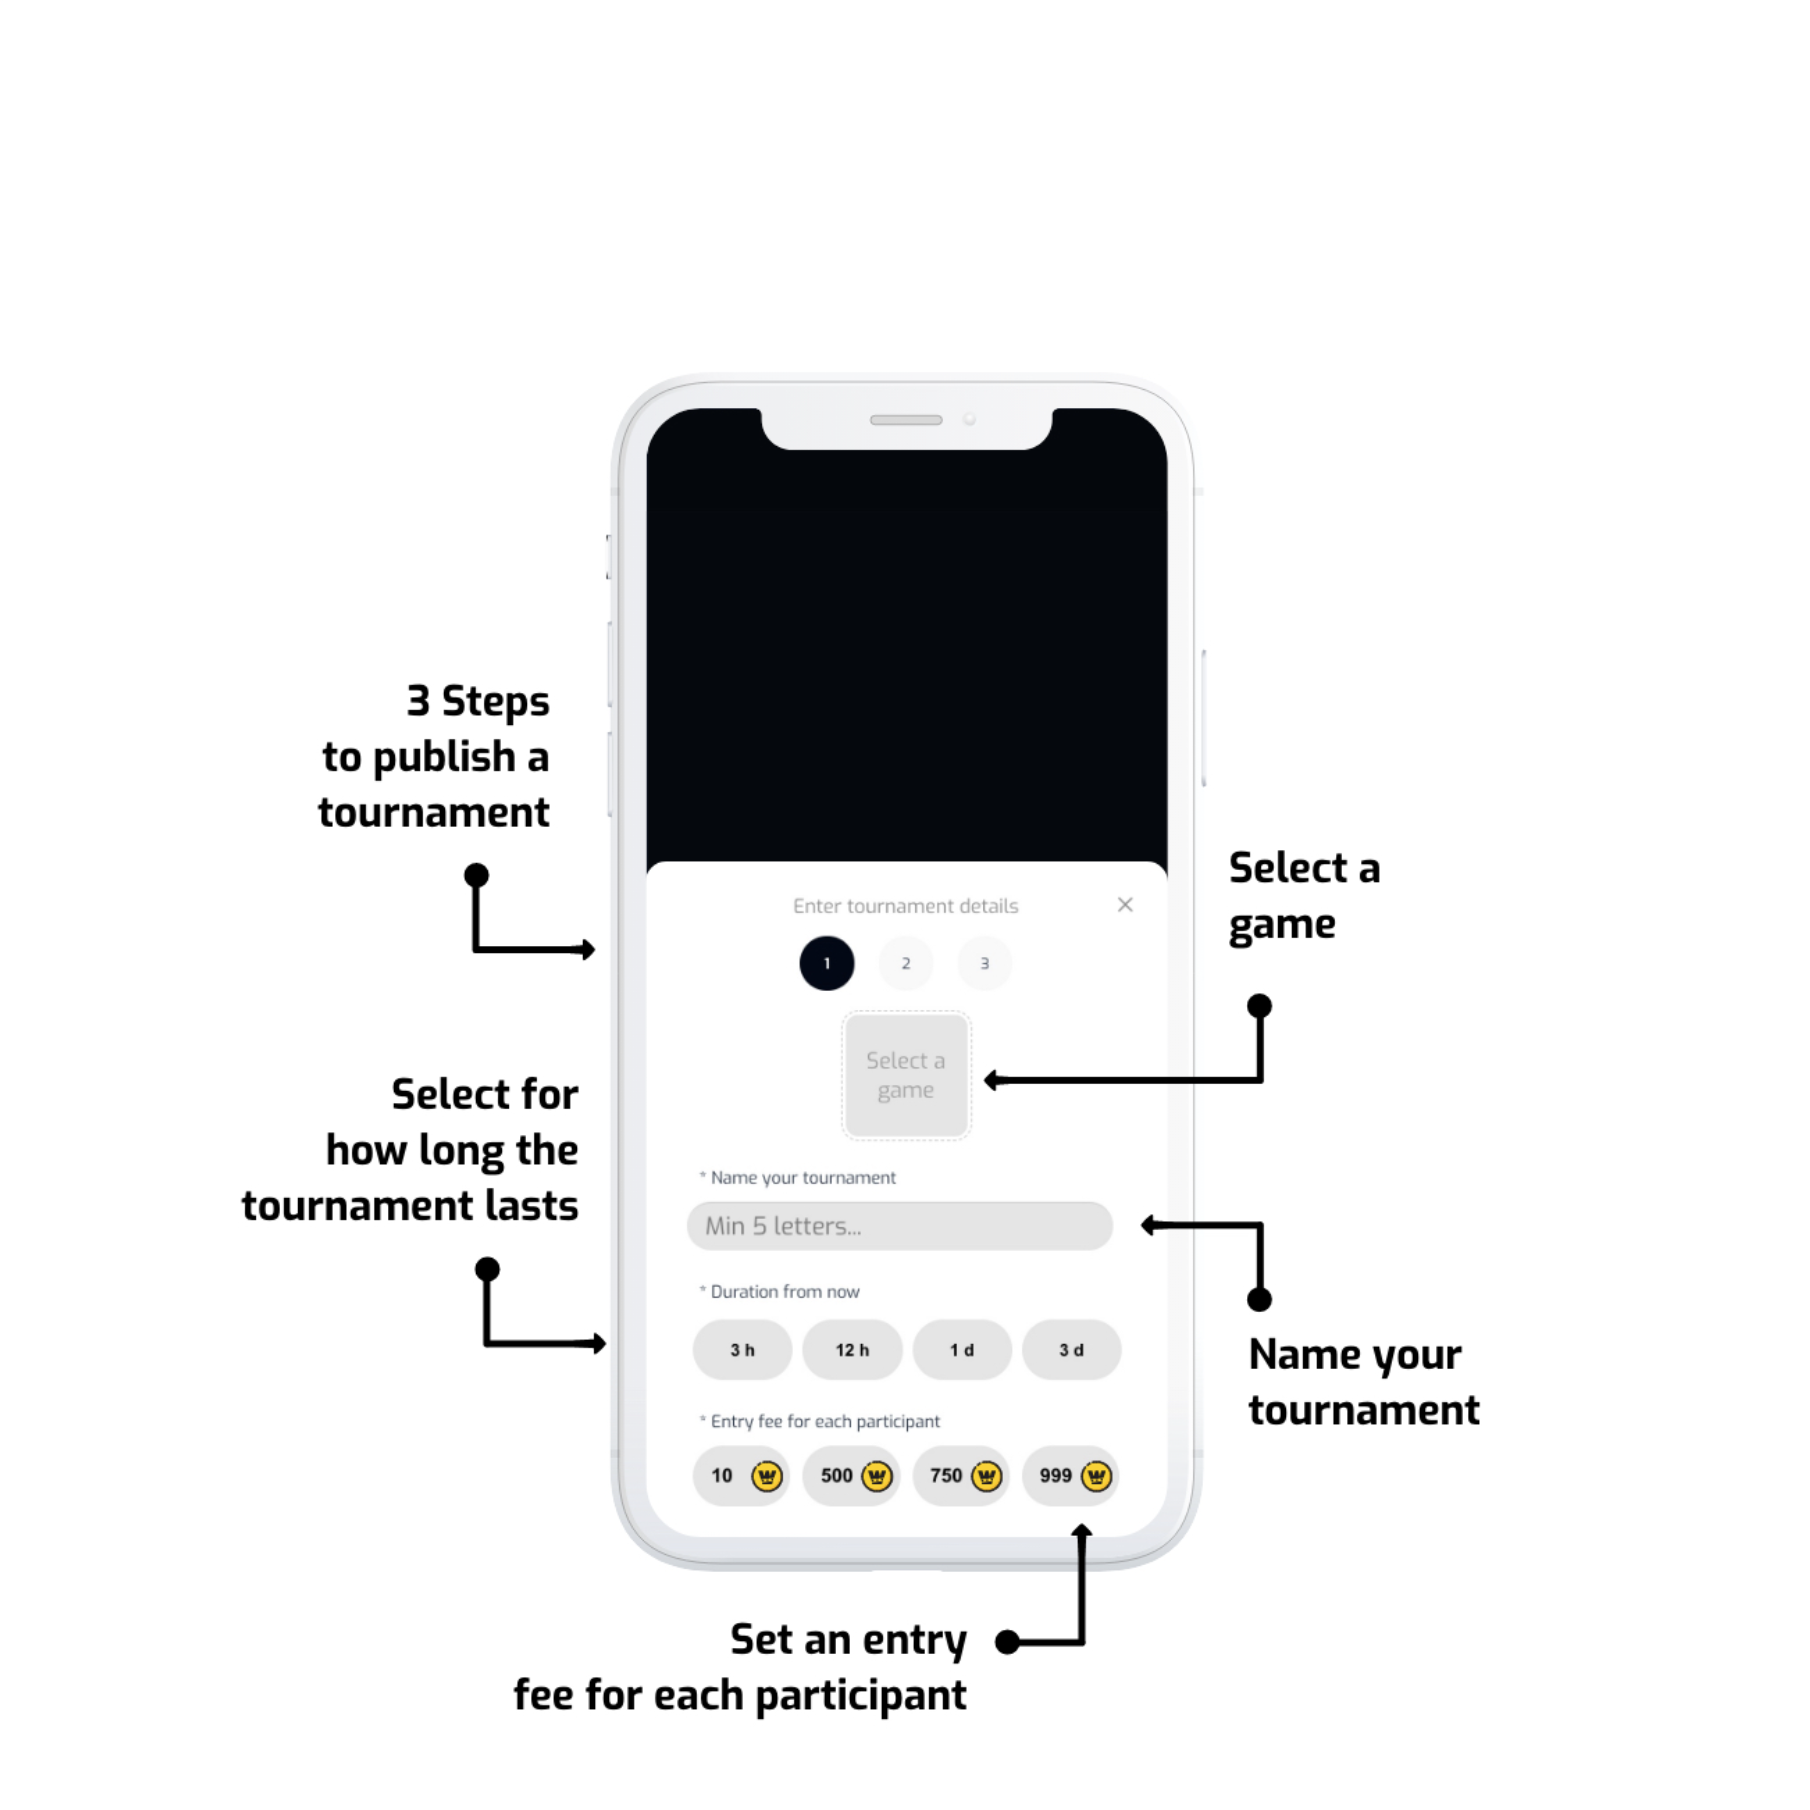 3 Steps
to publish a
tournament
Select a
game
Enter tournament details
1 2 3
Select a
game
Select for
how long the
tournament lasts
* Name your tournament
Min 5 letters...
* Duration from now
3 h 12 h 1 d 3 d
Name your
tournament
* Entry fee for each participant
10 500 750 999
Set an entry
fee for each participant